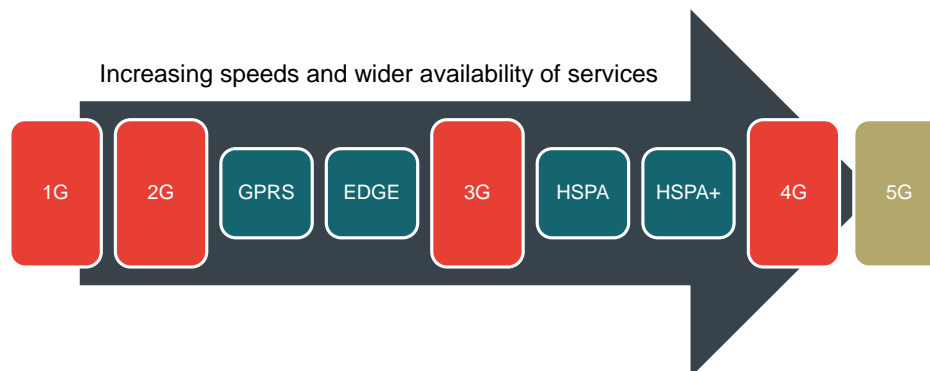 Increasing speeds and wider availability of services
1G
2G
GPRS
EDGE
3G
HSPA
HSPA+
4G
5G